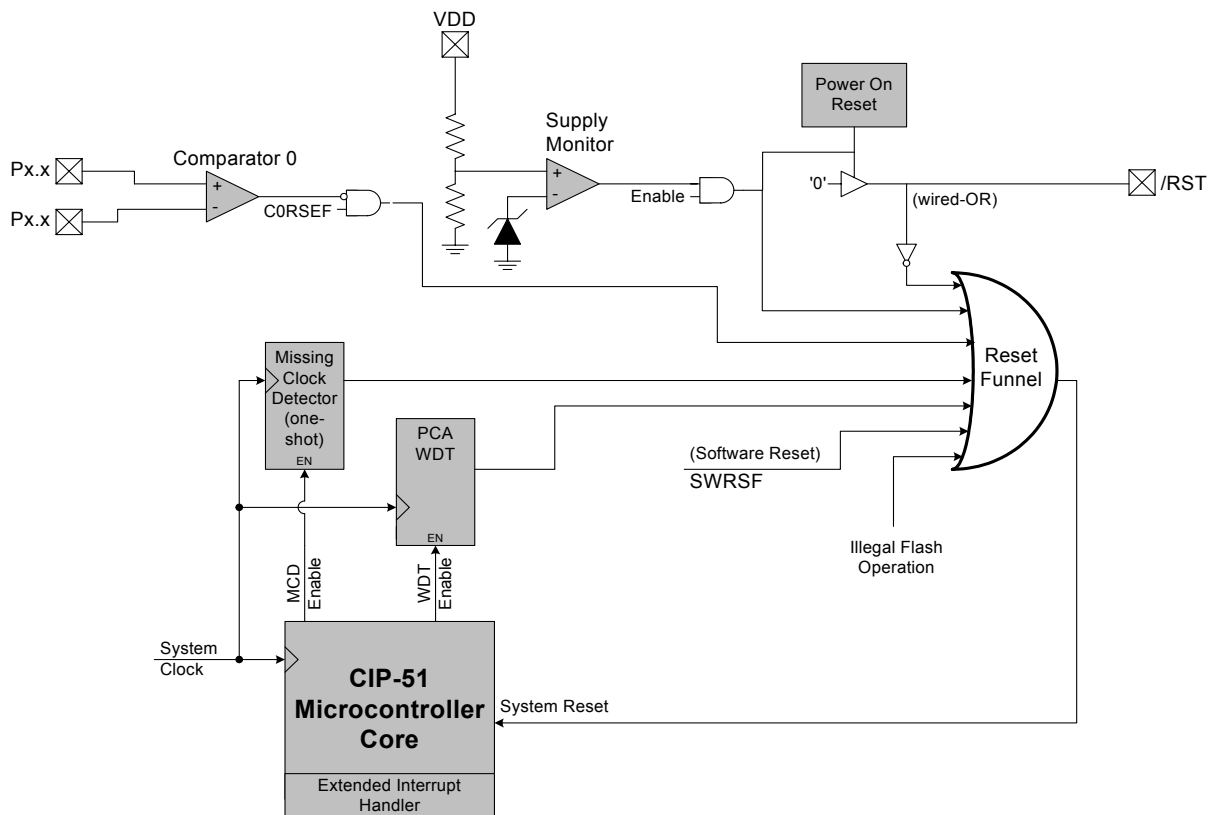 VDD
Power On
Reset
Supply
Monitor
Comparator 0
Px.x
+
-
+
-
'0'
/RST
Enable
(wired-OR)
C0RSEF
Px.x
Missing
Clock
Detector
(one-
shot)
EN
Reset
Funnel
PCA
WDT
EN
(Software Reset)
SWRSF
Illegal Flash
Operation
MCD
Enable
WDT
Enable
System
Clock
CIP-51
Microcontroller
Core
System Reset
Extended Interrupt
Handler